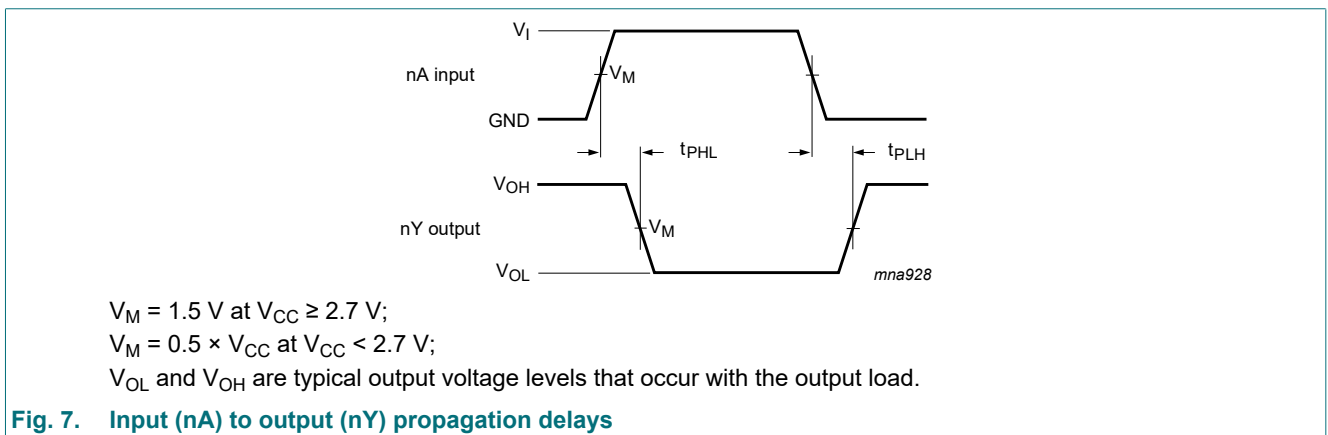 V_I
nA input
V_M
GND
t_PHL
t_PLH
V_OH
nY output
V_M
V_OL
mna928
V_M = 1.5 V at V_CC ≥ 2.7 V;
V_M = 0.5 × V_CC at V_CC < 2.7 V;
V_OL and V_OH are typical output voltage levels that occur with the output load.
Fig. 7. Input (nA) to output (nY) propagation delays